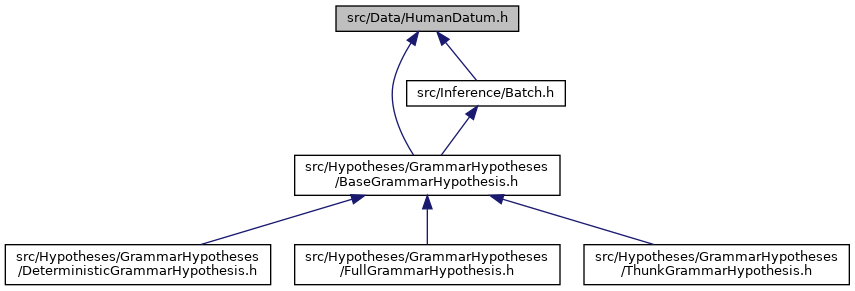 src/Data/HumanDatum.h
src/Inference/Batch.h
src/Hypotheses/GrammarHypotheses
/BaseGrammarHypothesis.h
src/Hypotheses/GrammarHypotheses
/DeterministicGrammarHypothesis.h
src/Hypotheses/GrammarHypotheses
/FullGrammarHypothesis.h
src/Hypotheses/GrammarHypotheses
/ThunkGrammarHypothesis.h